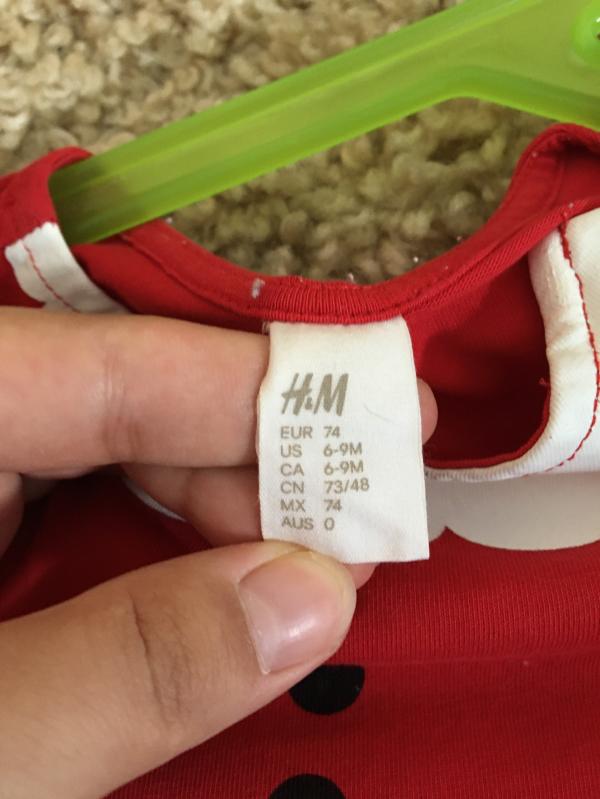 H&M
EUR 74
US 6-9M
CA 6-9M
CN 73/48
MX 74
AUS 0